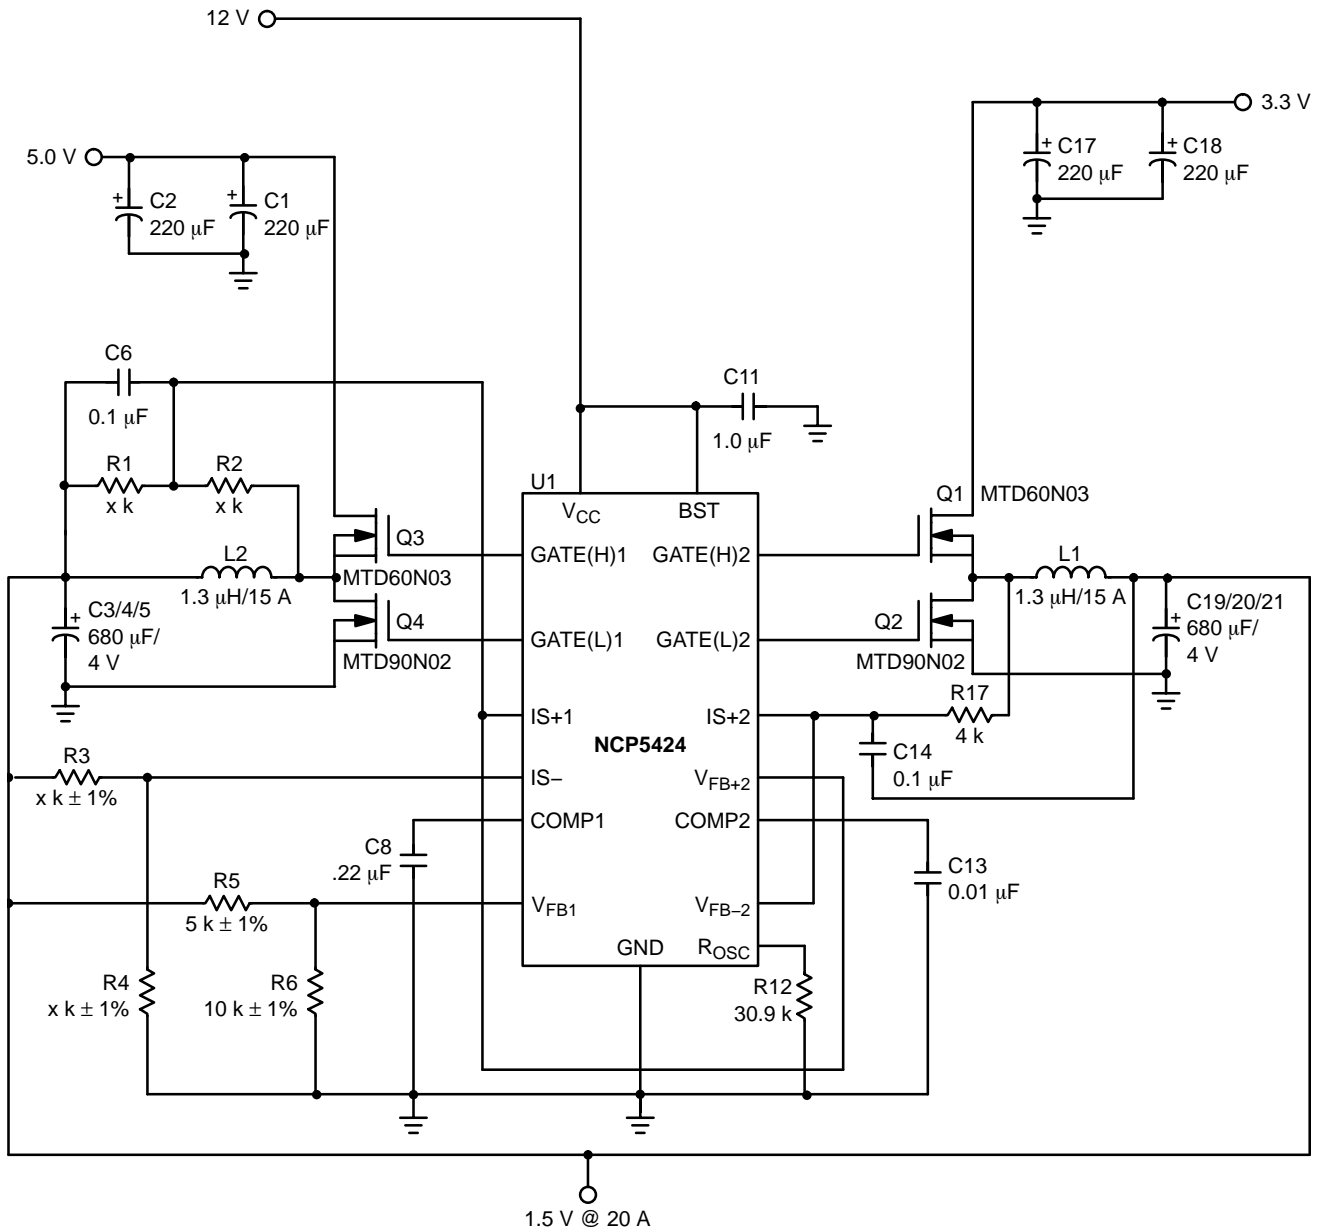 12 V
3.3 V
5.0 V
C17
220 μF
C18
220 μF
+
+
C2
220 μF
+
C1
220 μF
+
C6
0.1 μF
C11
1.0 μF
R1
x k
R2
x k
U1
V_CC
BST
Q1
MTD60N03
GATE(H)1
GATE(H)2
Q3
MTD60N03
L2
1.3 μH/15 A
L1
1.3 μH/15 A
C3/4/5
680 μF/
4 V
+
Q4
MTD90N02
GATE(L)1
GATE(L)2
Q2
MTD90N02
C19/20/21
680 μF/
4 V
+
IS+1
IS+2
R17
4 k
NCP5424
C14
0.1 μF
R3
x k ± 1%
IS−
V_FB+2
COMP1
COMP2
C8
.22 μF
C13
0.01 μF
R5
5 k ± 1%
V_FB1
V_FB−2
GND
R_OSC
R4
x k ± 1%
R6
10 k ± 1%
R12
30.9 k
1.5 V @ 20 A